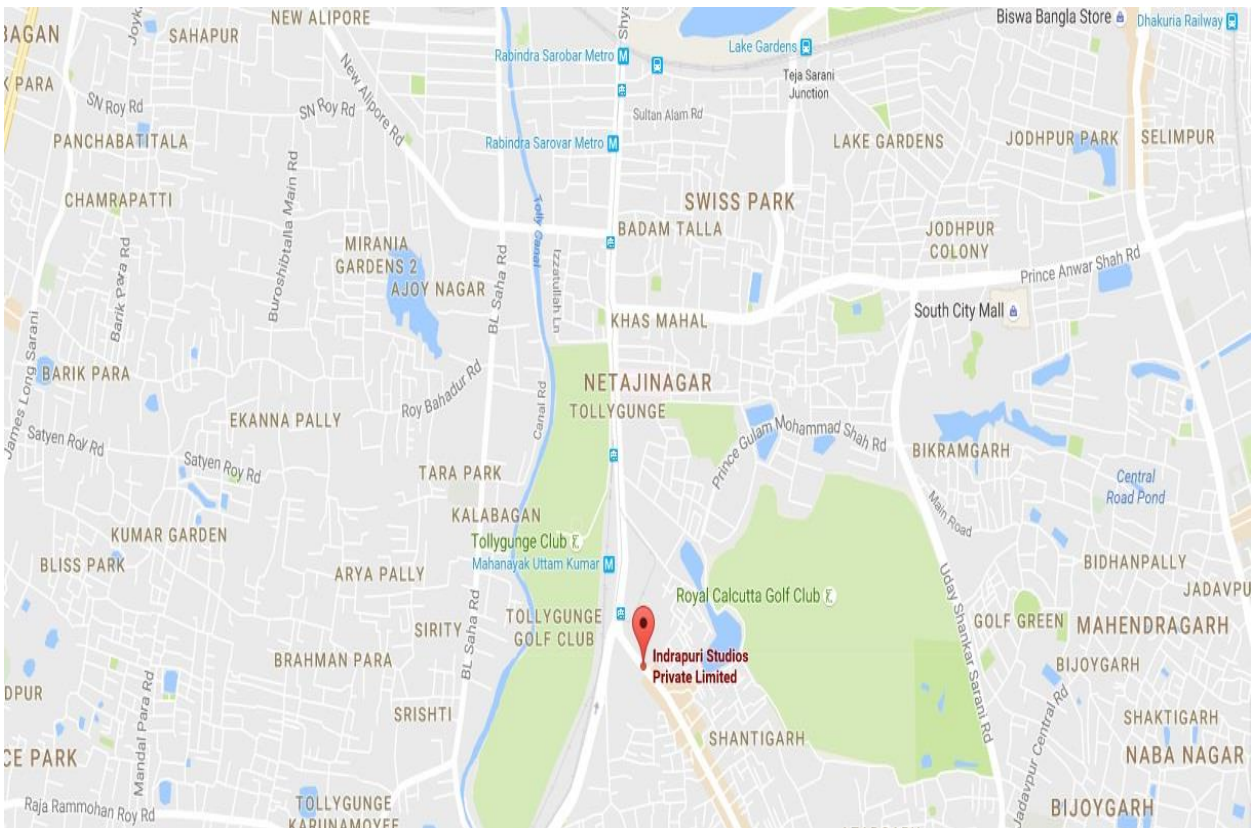 NEW ALIPORE
Biswa Bangla Store
Dhakuria Railway
BAGAN
SAHAPUR
Rabindra Sarobar Metro
Lake Gardens
Teja Sarani
Junction
PARA
New Alipore Rd
SN Roy Rd
SN Roy Rd
Sultan Alam Rd
PANCHABATITALA
Rabindra Sarovar Metro
LAKE GARDENS
JODHPUR PARK
SELIMPUR
CHAMRAPATTI
SWISS PARK
Tolly Canal
BADAM TALLA
JODHPUR
COLONY
MIRANIA
GARDENS 2
AJOY NAGAR
Buroshibtalla Main Rd
Barik Para Rd
BL Saha Rd
Izzatullah Ln
Prince Anwar Shah Rd
South City Mall
KHAS MAHAL
James Long Sarani
BARIK PARA
NETAJINAGAR
TOLLYGUNGE
Roy Bahadur Rd
Canal Rd
EKANNA PALLY
Prince Gulam Mohammad Shah Rd
Satyen Roy Rd
Satyen Roy Rd
BIKRAMGARH
TARA PARK
Central
Road Pond
Main Road
KALABAGAN
KUMAR GARDEN
Tollygunge Club
Mahanayak Uttam Kumar
BLISS PARK
ARYA PALLY
BIDHANPALLY
JADAVPU
Royal Calcutta Golf Club
Uday Shankar Sarani Rd
TOLLYGUNGE
GOLF CLUB
SIRITY
GOLF GREEN
MAHENDRAGARH
BL Saha Rd
BRAHMAN PARA
Indrapuri Studios
Private Limited
BIJOYGARH
DPUR
Mandal Para Rd
SRISHTI
SHANTIGARH
Jadavpur Central Rd
SHAKTIGARH
NABA NAGAR
CE PARK
Raja Rammohan Roy Rd
TOLLYGUNGE
KARUNAMOYEE
BIJOYGARH